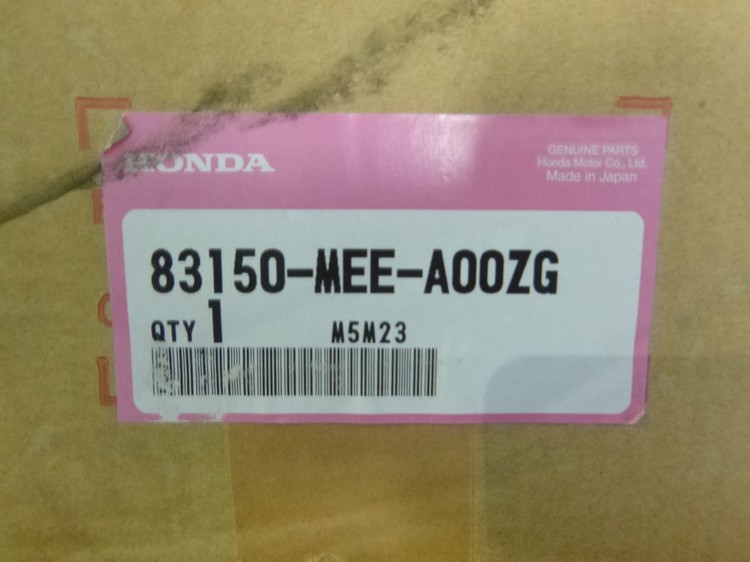 HONDA
GENUINE PARTS
Honda Motor Co., Ltd.
Made in Japan
83150-MEE-A00ZG
QTY 1 M5M23